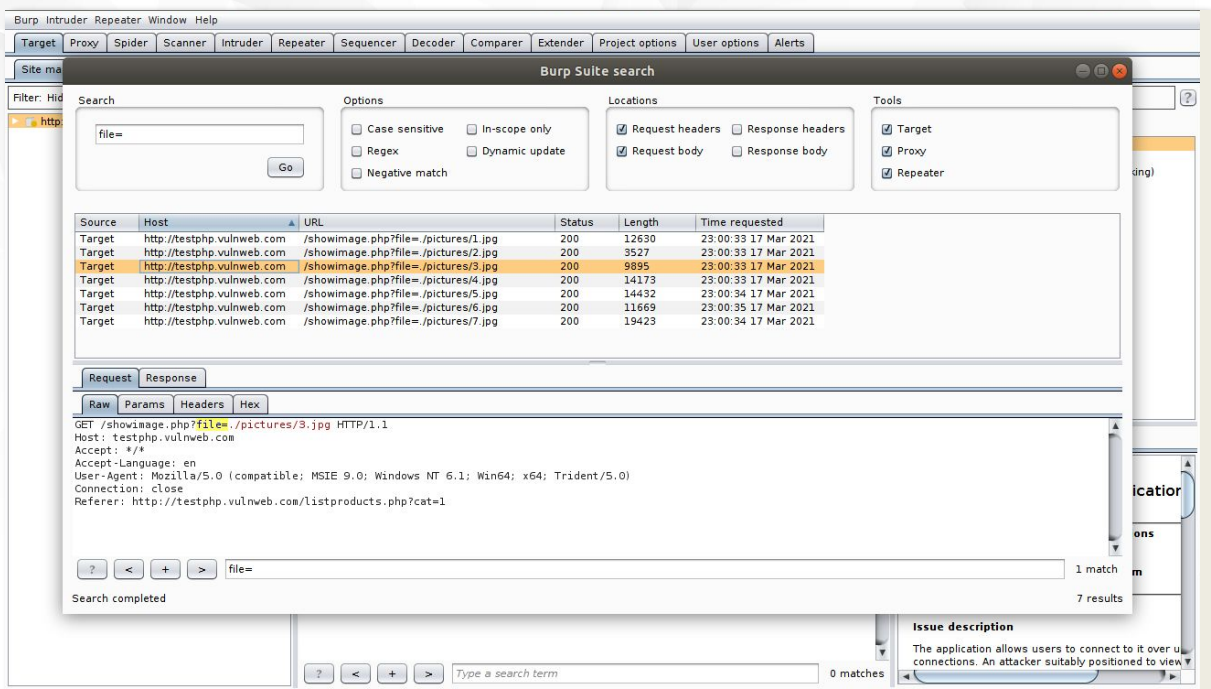 Burp Intruder Repeater Window Help
Target Proxy Spider Scanner Intruder Repeater Sequencer Decoder Comparer Extender Project options User options Alerts
Site ma
Burp Suite search
Filter: Hid
?
http:
Search
file=
Go
Options
Case sensitive In-scope only
Regex Dynamic update
Negative match
Locations
Request headers Response headers
Request body Response body
Tools
Target
Proxy
Repeater
king)
Source Host URL Status Length Time requested
Target http://testphp.vulnweb.com /showimage.php?file=./pictures/1.jpg 200 12630 23:00:33 17 Mar 2021
Target http://testphp.vulnweb.com /showimage.php?file=./pictures/2.jpg 200 3527 23:00:33 17 Mar 2021
Target http://testphp.vulnweb.com /showimage.php?file=./pictures/3.jpg 200 9895 23:00:33 17 Mar 2021
Target http://testphp.vulnweb.com /showimage.php?file=./pictures/4.jpg 200 14173 23:00:33 17 Mar 2021
Target http://testphp.vulnweb.com /showimage.php?file=./pictures/5.jpg 200 14432 23:00:34 17 Mar 2021
Target http://testphp.vulnweb.com /showimage.php?file=./pictures/6.jpg 200 11669 23:00:35 17 Mar 2021
Target http://testphp.vulnweb.com /showimage.php?file=./pictures/7.jpg 200 19423 23:00:34 17 Mar 2021
Request Response
Raw Params Headers Hex
GET /showimage.php?file=./pictures/3.jpg HTTP/1.1
Host: testphp.vulnweb.com
Accept: */*
Accept-Language: en
User-Agent: Mozilla/5.0 (compatible; MSIE 9.0; Windows NT 6.1; Win64; x64; Trident/5.0)
Connection: close
Referer: http://testphp.vulnweb.com/listproducts.php?cat=1
? < + > file= 1 match
Search completed 7 results
ication
ons
m
Issue description
The application allows users to connect to it over u
connections. An attacker suitably positioned to view
? < + > Type a search term 0 matches